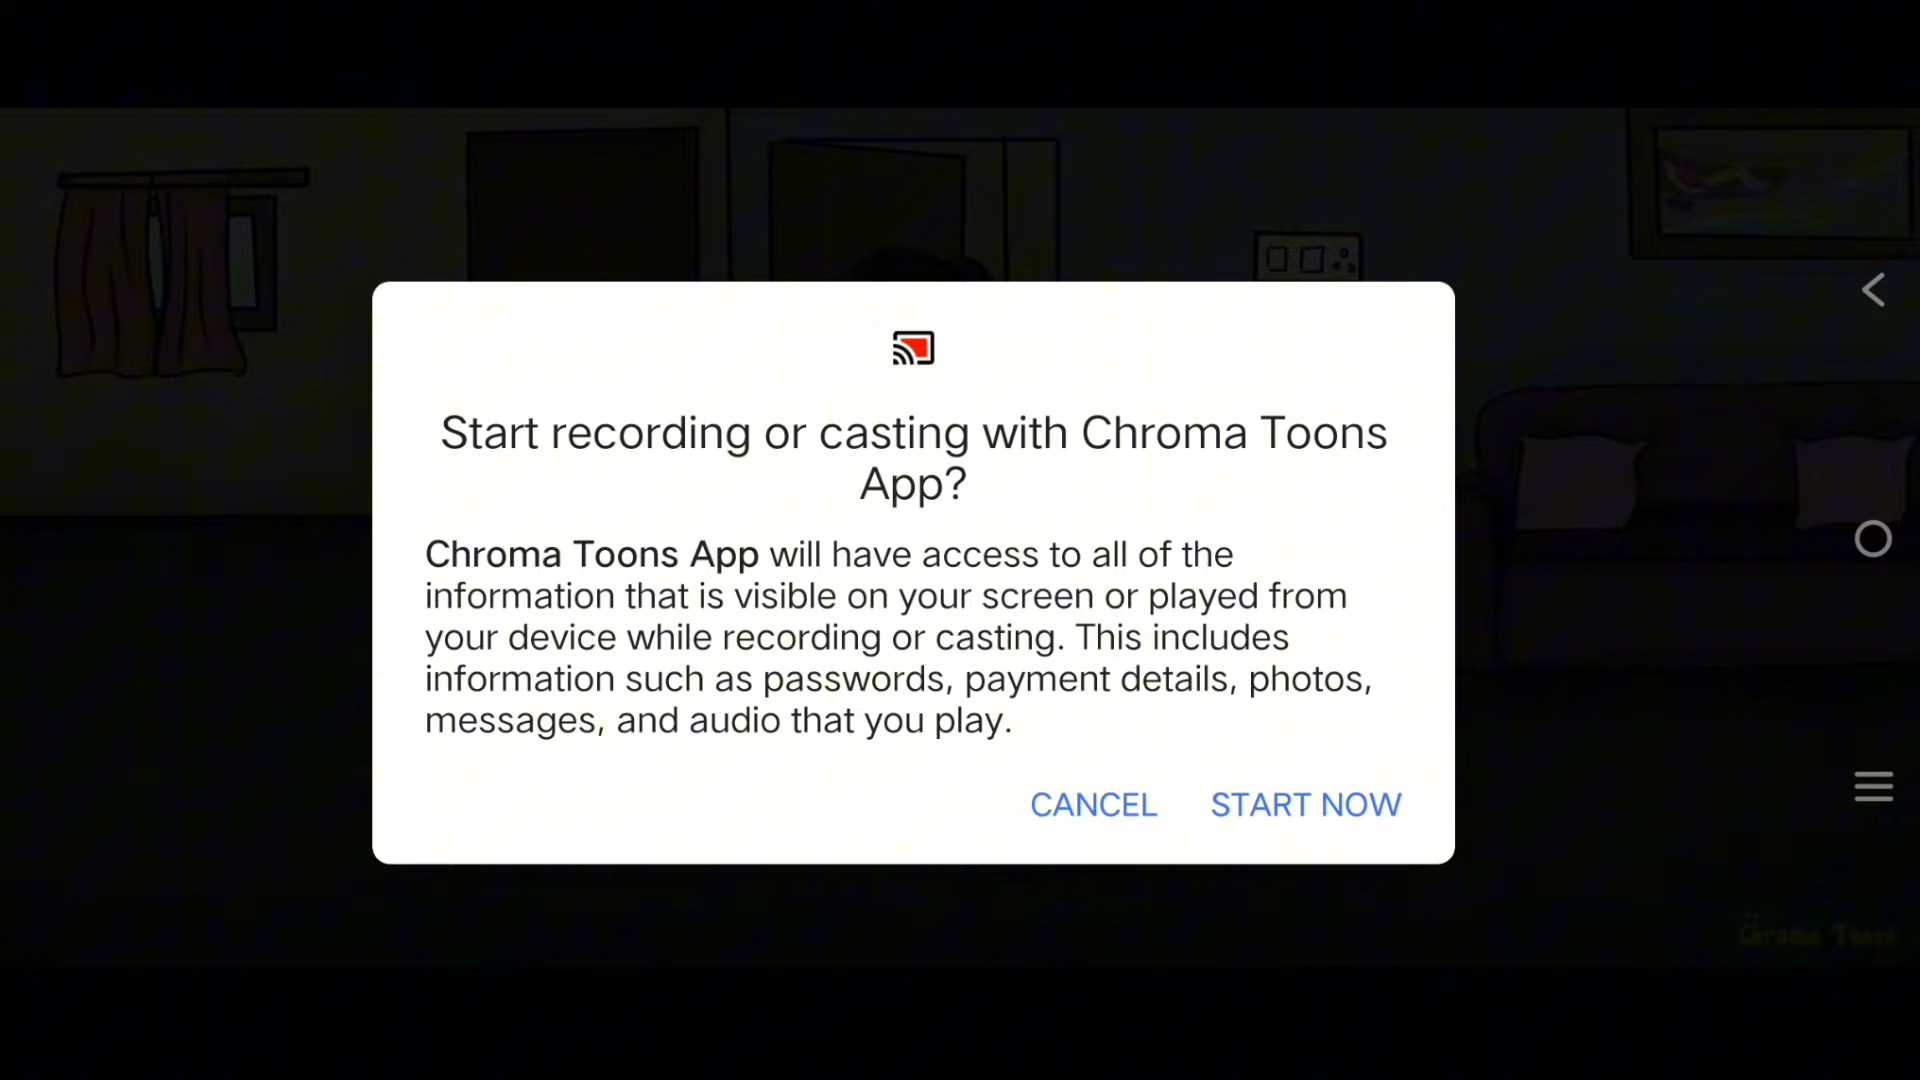 Start recording or casting with Chroma Toons
App?
Chroma Toons App will have access to all of the
information that is visible on your screen or played from
your device while recording or casting. This includes
information such as passwords, payment details, photos,
messages, and audio that you play.
CANCEL START NOW
Chroma Toons